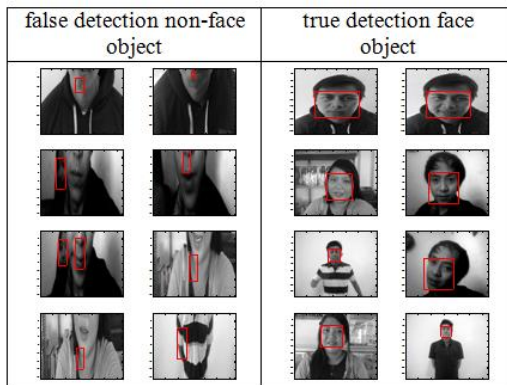 false detection non-face
object
true detection face
object